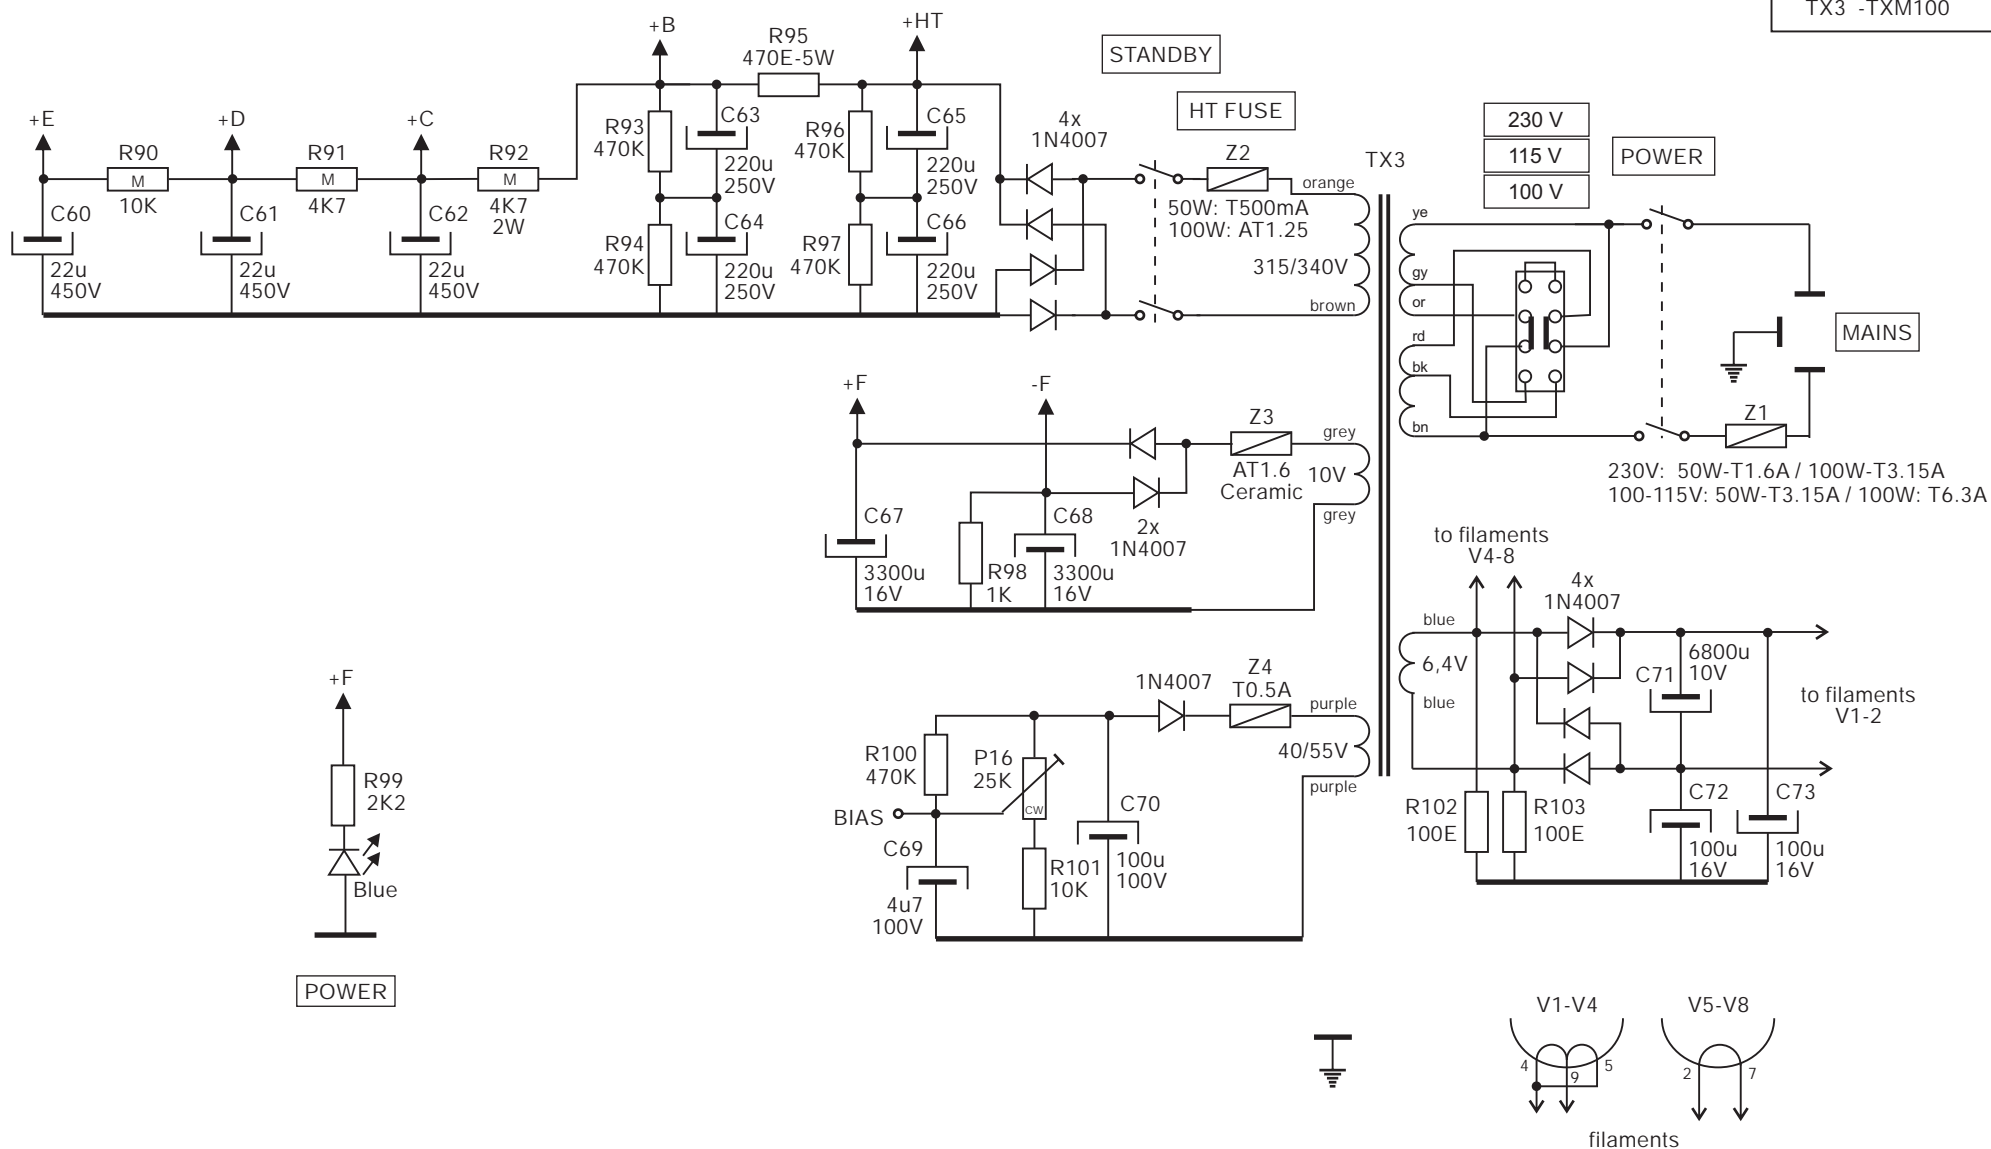 TX3 -TXM100
+B
R95
470E-5W
+HT
STANDBY
HT FUSE
230 V
115 V
100 V
POWER
+E
+D
+C
R90
M
10K
R91
M
4K7
R92
M
4K7
2W
R93
470K
C63
220u
250V
R96
470K
C65
220u
250V
4x
1N4007
Z2
50W: T500mA
100W: AT1.25
TX3
orange
315/340V
brown
C60
22u
450V
C61
22u
450V
C62
22u
450V
R94
470K
C64
220u
250V
R97
470K
C66
220u
250V
ye
gy
or
rd
bk
bn
MAINS
Z1
230V: 50W-T1.6A / 100W-T3.15A
100-115V: 50W-T3.15A / 100W: T6.3A
+F
-F
Z3
AT1.6
Ceramic
grey
10V
grey
C67
3300u
16V
R98
1K
C68
3300u
16V
2x
1N4007
to filaments
V4-8
4x
1N4007
blue
6,4V
blue
6800u
10V
C71
to filaments
V1-2
R102
100E
R103
100E
C72
100u
16V
C73
100u
16V
+F
R99
2K2
Blue
POWER
1N4007
Z4
T0.5A
purple
40/55V
purple
R100
470K
P16
25K
CW
BIAS
C69
4u7
100V
R101
10K
C70
100u
100V
V1-V4
4
9
5
V5-V8
2
7
filaments